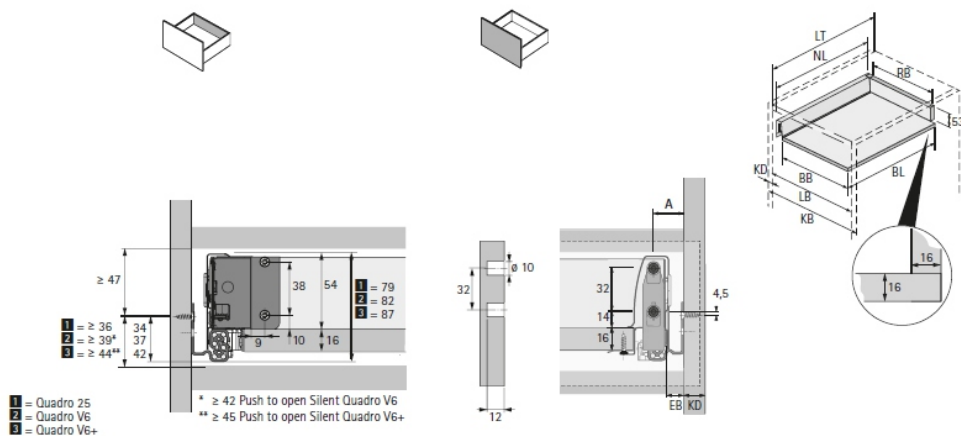 LT
NL
RB
53
KD
BB
BL
LB
KB
16
16
≥ 47
1 = ≥ 36
2 = ≥ 39*
3 = ≥ 44**
34
37
42
38
54
1 = 79
2 = 82
3 = 87
9
10
16
32
ø 10
12
A
32
14
16
4,5
EB
KD
1 = Quadro 25
2 = Quadro V6
3 = Quadro V6+
* ≥ 42 Push to open Silent Quadro V6
** ≥ 45 Push to open Silent Quadro V6+